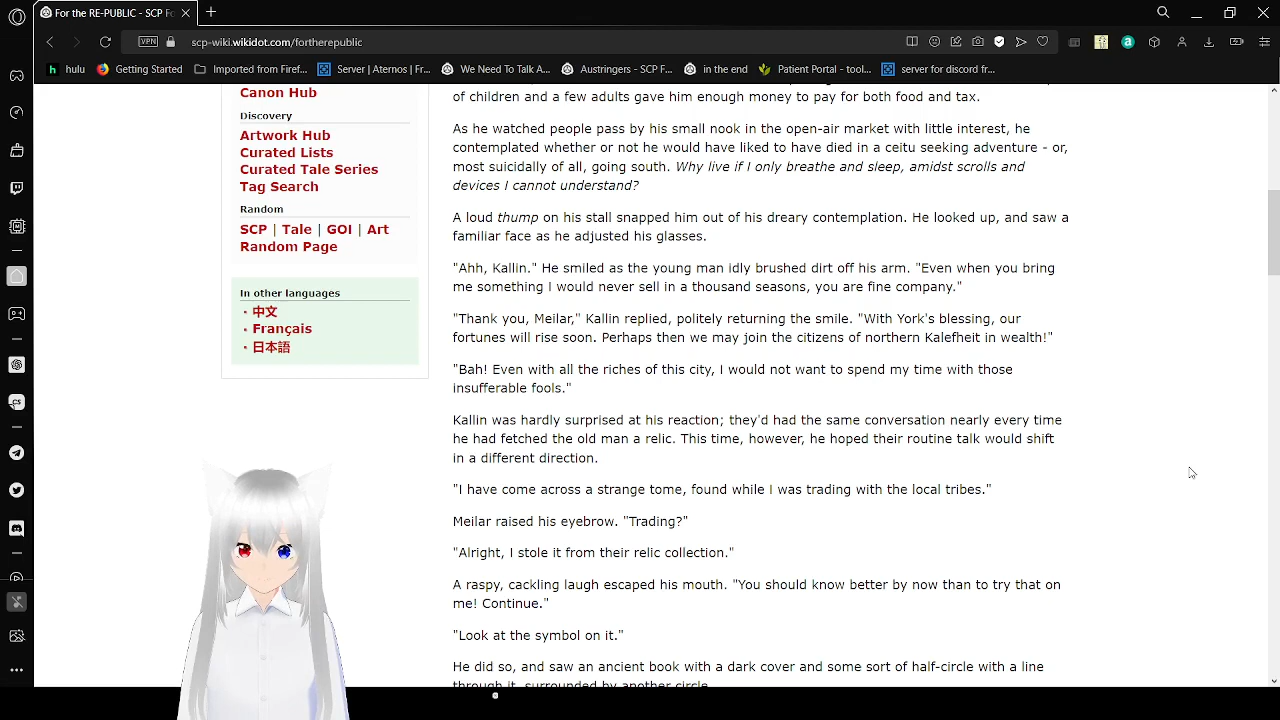 For the RE-PUBLIC - SCP Fo
VPN
scp-wiki.wikidot.com/fortherepublic
hulu
Getting Started
Imported from Firef...
Server | Aternos | Fr...
We Need To Talk A...
Austringers - SCP F...
in the end
Patient Portal - tool...
server for discord fr...
Canon Hub
Discovery
Artwork Hub
Curated Lists
Curated Tale Series
Tag Search
Random
SCP | Tale | GOI | Art
Random Page
In other languages
中文
Français
日本語
of children and a few adults gave him enough money to pay for both food and tax.
As he watched people pass by his small nook in the open-air market with little interest, he
contemplated whether or not he would have liked to have died in a ceitu seeking adventure - or,
most suicidally of all, going south. Why live if I only breathe and sleep, amidst scrolls and
devices I cannot understand?
A loud thump on his stall snapped him out of his dreary contemplation. He looked up, and saw a
familiar face as he adjusted his glasses.
"Ahh, Kallin." He smiled as the young man idly brushed dirt off his arm. "Even when you bring
me something I would never sell in a thousand seasons, you are fine company."
"Thank you, Meilar," Kallin replied, politely returning the smile. "With York's blessing, our
fortunes will rise soon. Perhaps then we may join the citizens of northern Kalefheit in wealth!"
"Bah! Even with all the riches of this city, I would not want to spend my time with those
insufferable fools."
Kallin was hardly surprised at his reaction; they'd had the same conversation nearly every time
he had fetched the old man a relic. This time, however, he hoped their routine talk would shift
in a different direction.
"I have come across a strange tome, found while I was trading with the local tribes."
Meilar raised his eyebrow. "Trading?"
"Alright, I stole it from their relic collection."
A raspy, cackling laugh escaped his mouth. "You should know better by now than to try that on
me! Continue."
"Look at the symbol on it."
He did so, and saw an ancient book with a dark cover and some sort of half-circle with a line
through it, surrounded by another circle.